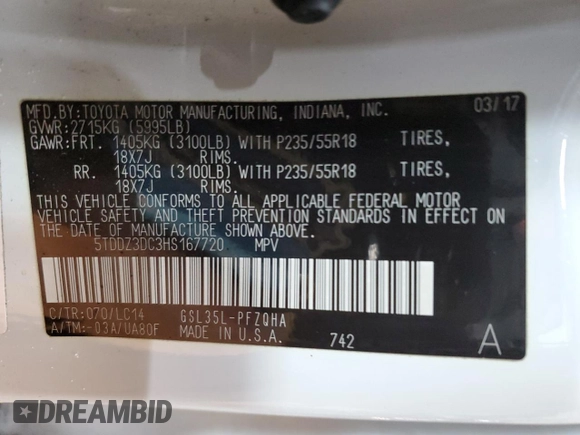 MFD.BY:TOYOTA MOTOR MANUFACTURING, INDIANA, INC. 03/17
GVWR:2715KG (5995LB)
GAWR:FRT. 1405KG (3100LB) WITH P235/55R18 TIRES,
18X7J RIMS.
RR. 1405KG (3100LB) WITH P235/55R18 TIRES,
18X7J RIMS.
THIS VEHICLE CONFORMS TO ALL APPLICABLE FEDERAL MOTOR
VEHICLE SAFETY AND THEFT PREVENTION STANDARDS IN EFFECT
ON THE DATE OF MANUFACTURE SHOWN ABOVE.
5TDDZ3DC3HS167720 MPV
C/TR:070/LC14 GSL35L-PFZQHA
A/TM:-03A/UA80F MADE IN U.S.A. 742 A
DREAMBID